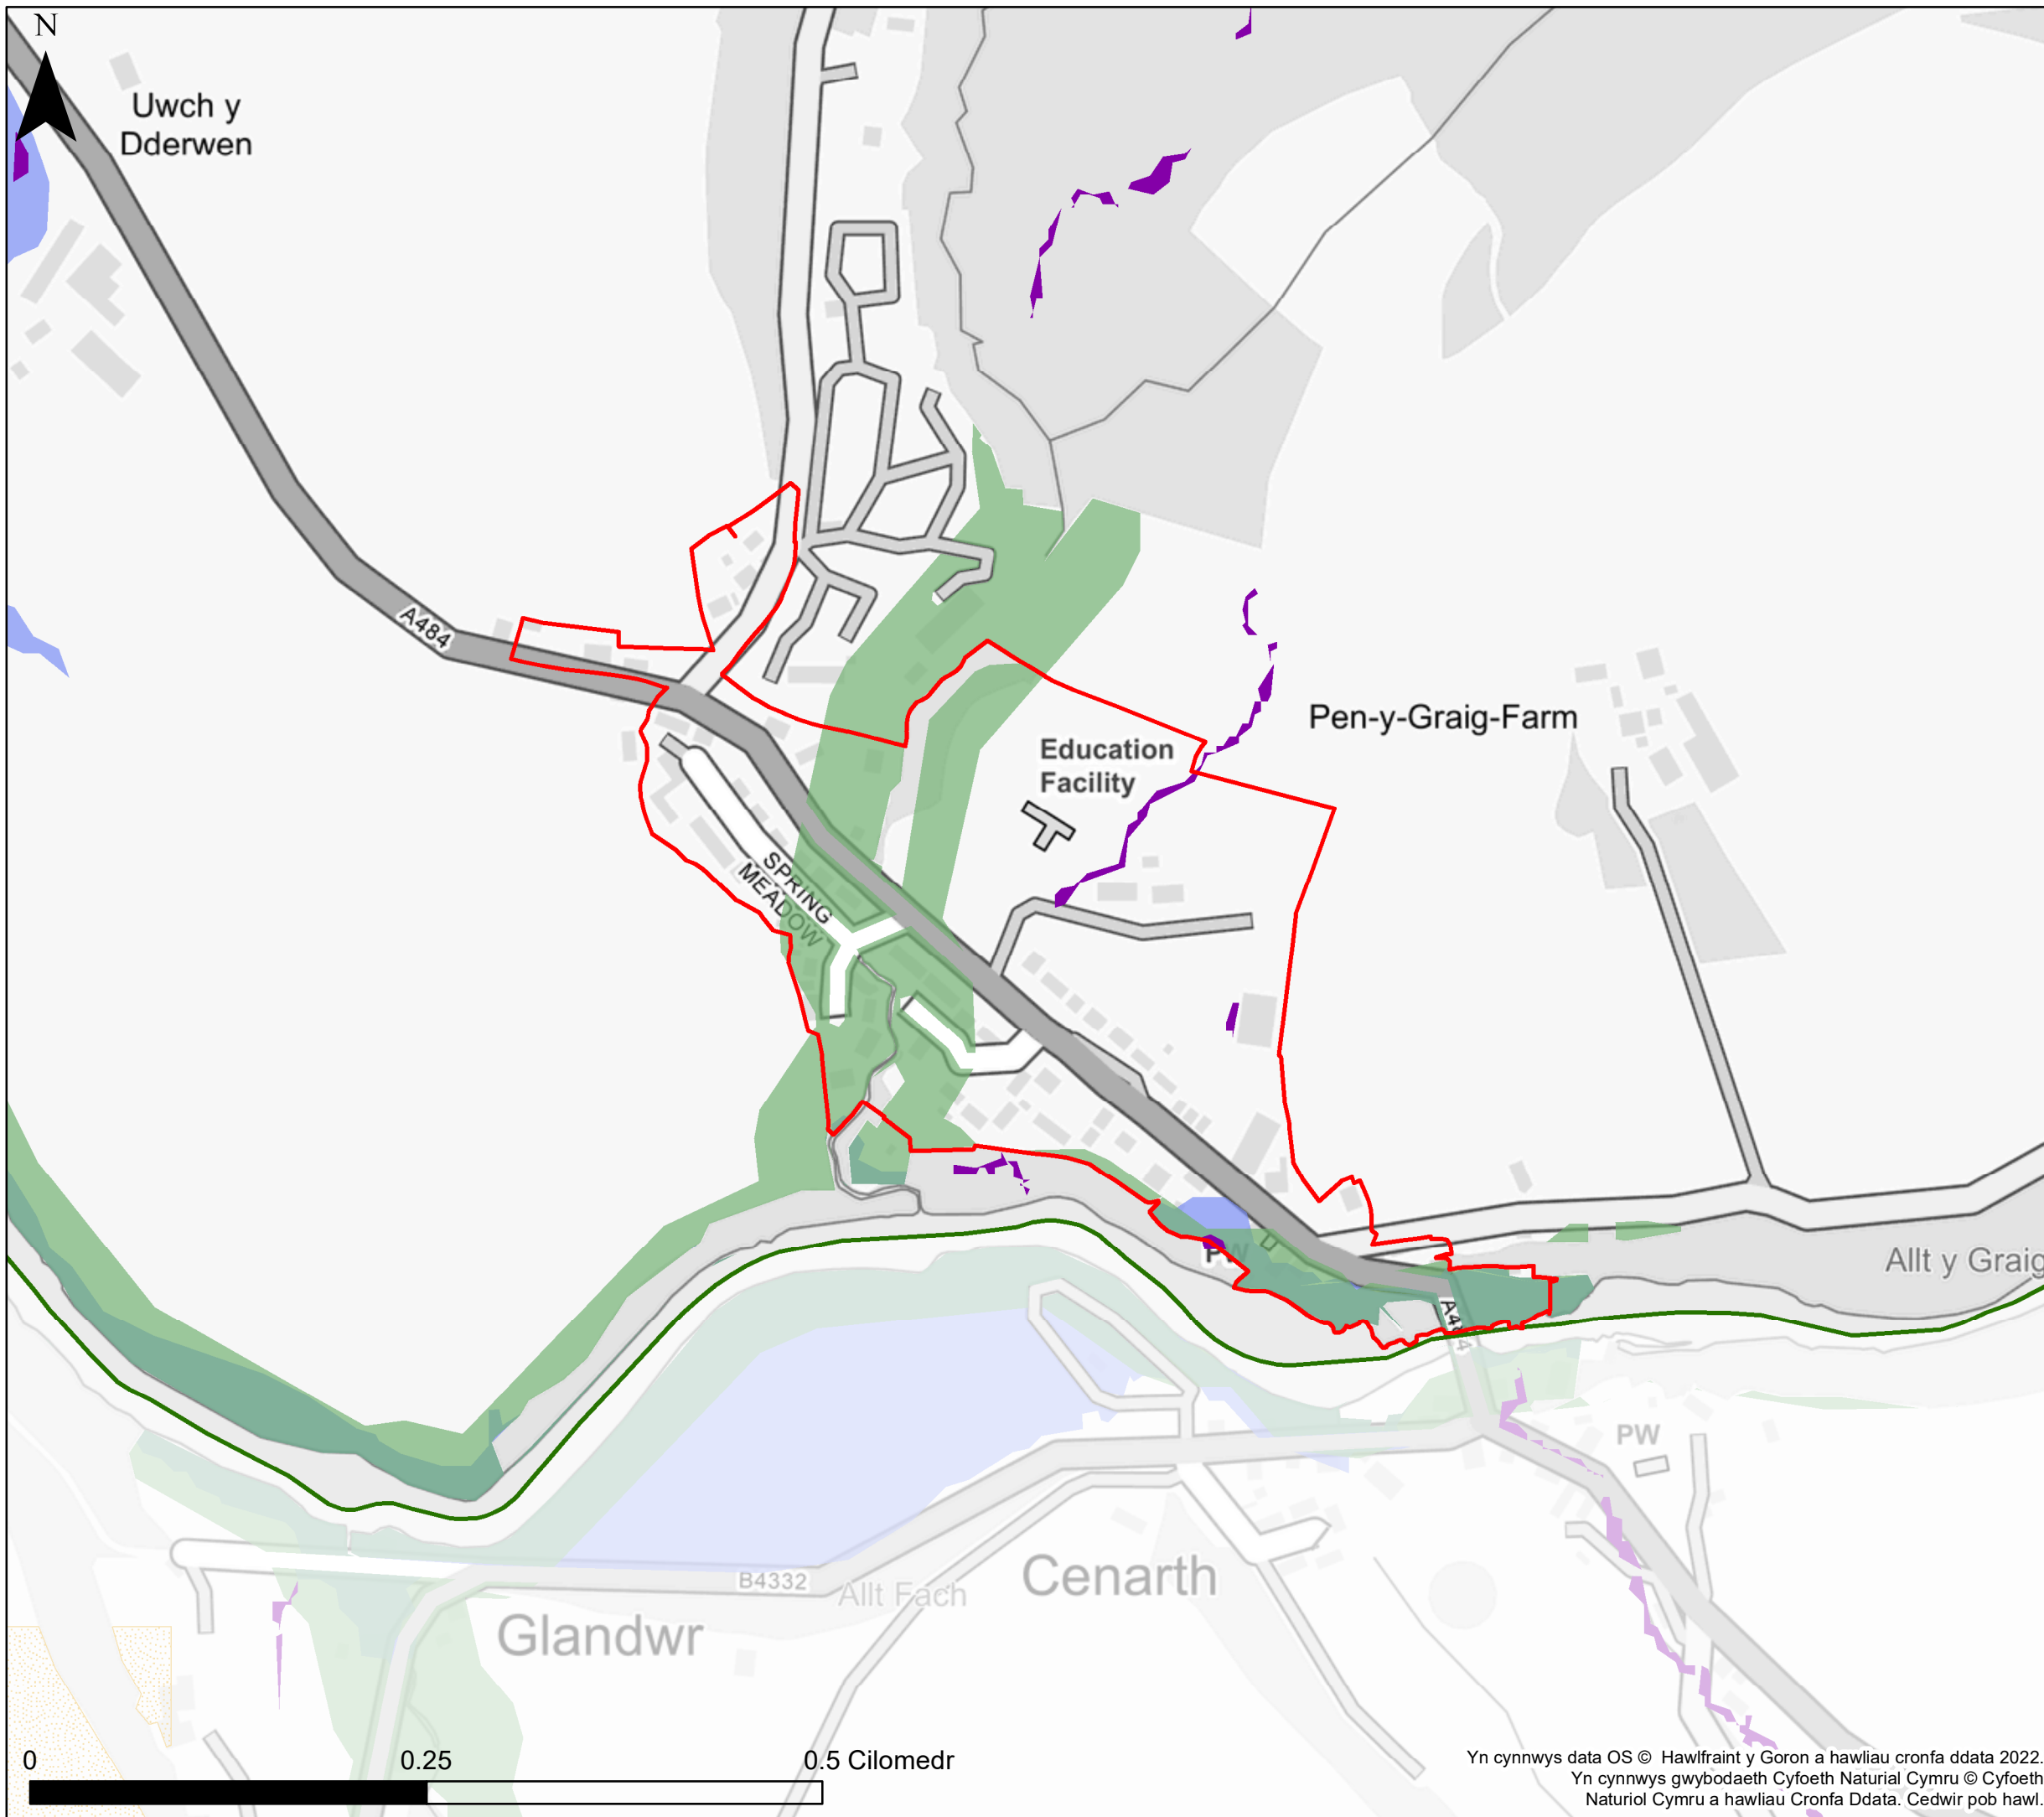 N
Uwch y
Dderwen
A484
Pen-y-Graig-Farm
Education
Facility
SPRING
MEADOW
PW
Allt y Graig
A484
PW
Cenarth
B4332
Allt Fach
Glandwr
0 0.25 0.5 Cilomedr
Yn cynnwys data OS © Hawlfraint y Goron a hawliau cronfa ddata 2022.
Yn cynnwys gwybodaeth Cyfoeth Naturial Cymru © Cyfoeth
Naturiol Cymru a hawliau Cronfa Ddata. Cedwir pob hawl.